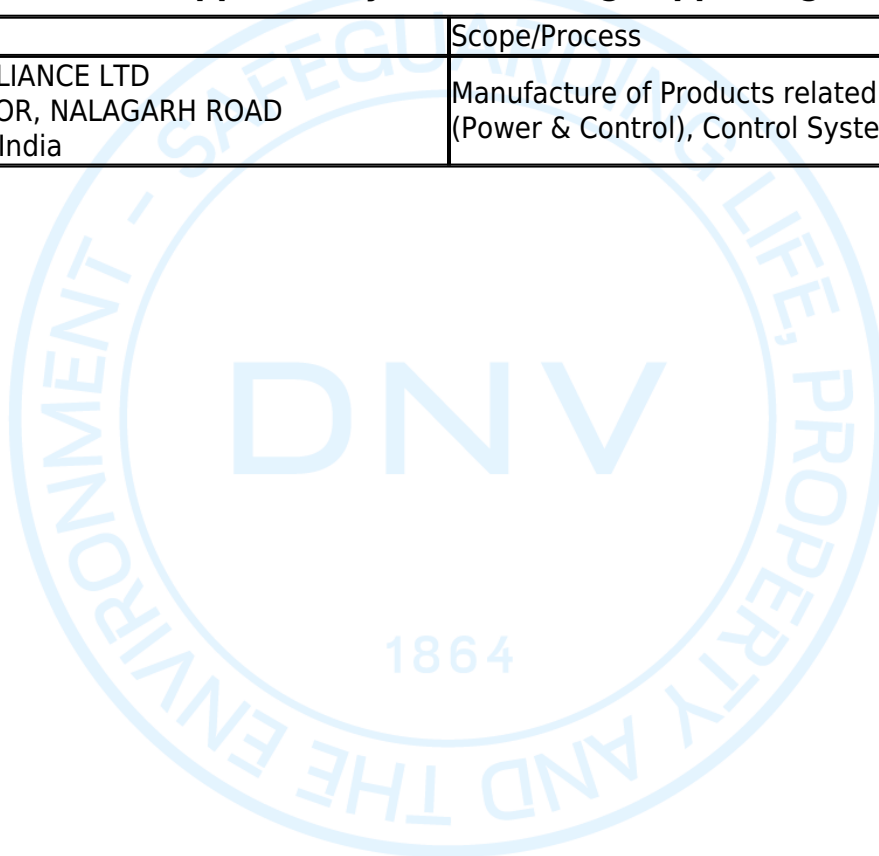 Scope/Process
LIANCE LTD
OR, NALAGARH ROAD
India
Manufacture of Products related
(Power & Control), Control Syste
SAFEGUARDING LIFE, PROPERTY AND THE ENVIRONMENT -
DNV
1864